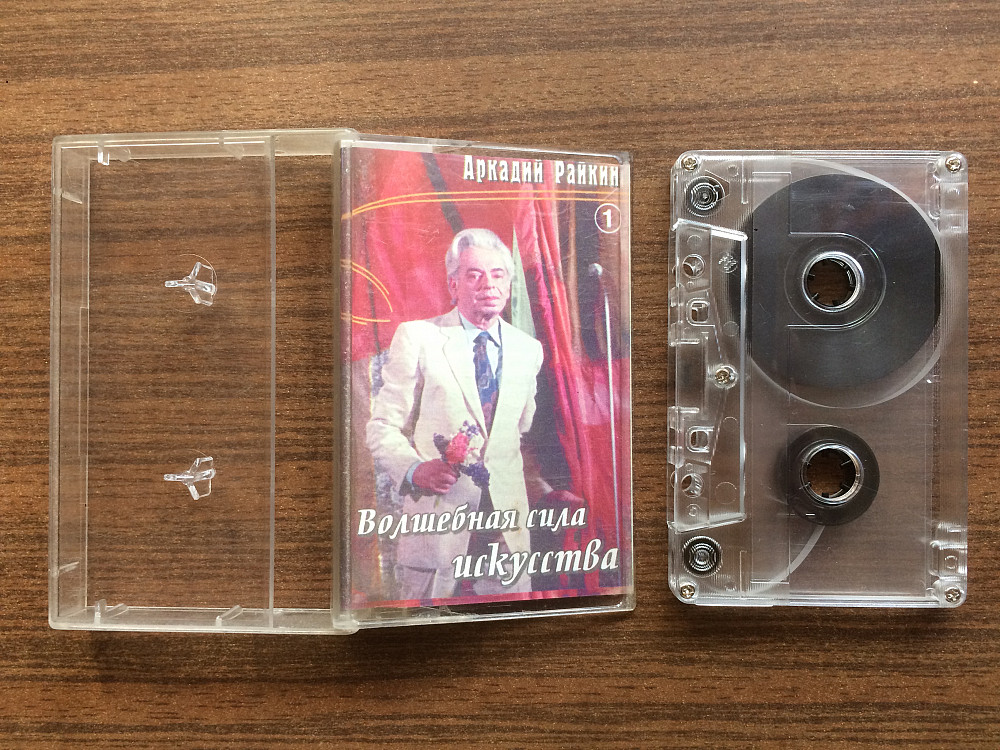 Аркадий Райкин
1
Волшебная сила
искусства